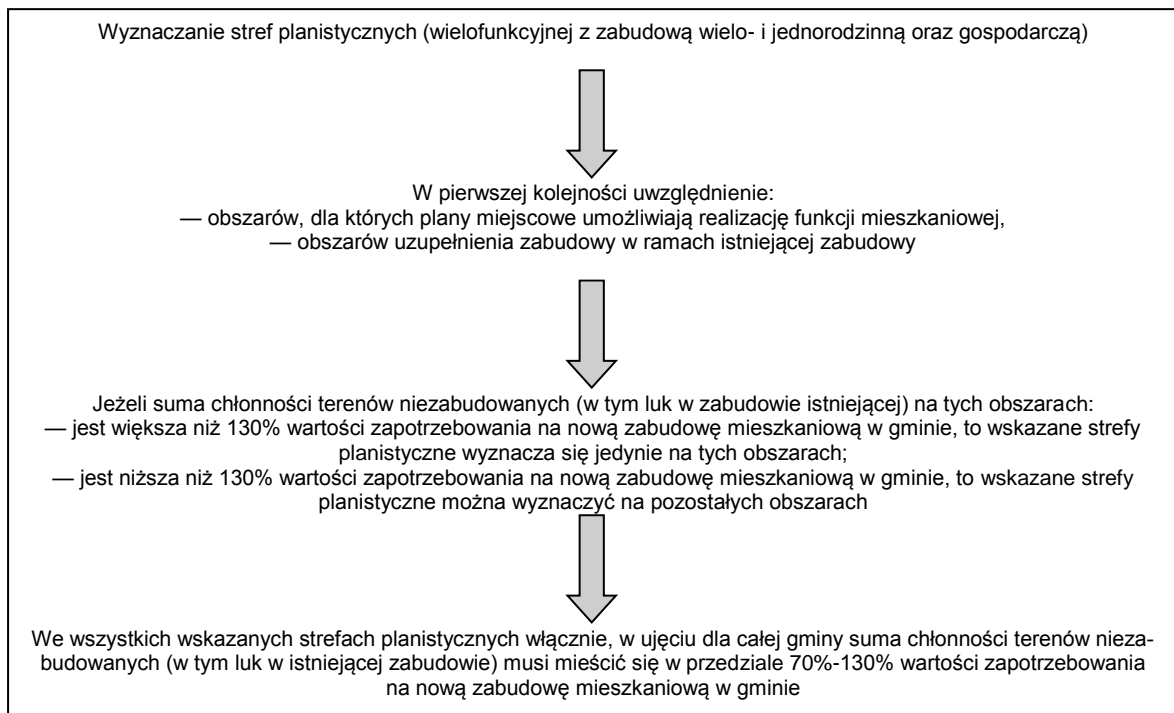 Wyznaczanie stref planistycznych (wielofunkcyjnej z zabudową wielo- i jednorodzinną oraz gospodarczą)
W pierwszej kolejności uwzględnienie:
— obszarów, dla których plany miejscowe umożliwiają realizację funkcji mieszkaniowej,
— obszarów uzupełnienia zabudowy w ramach istniejącej zabudowy
Jeżeli suma chłonności terenów niezabudowanych (w tym luk w zabudowie istniejącej) na tych obszarach:
— jest większa niż 130% wartości zapotrzebowania na nową zabudowę mieszkaniową w gminie, to wskazane strefy
planistyczne wyznacza się jedynie na tych obszarach;
— jest niższa niż 130% wartości zapotrzebowania na nową zabudowę mieszkaniową w gminie, to wskazane strefy
planistyczne można wyznaczyć na pozostałych obszarach
We wszystkich wskazanych strefach planistycznych włącznie, w ujęciu dla całej gminy suma chłonności terenów nieza-
budowanych (w tym luk w istniejącej zabudowie) musi mieścić się w przedziale 70%-130% wartości zapotrzebowania
na nową zabudowę mieszkaniową w gminie